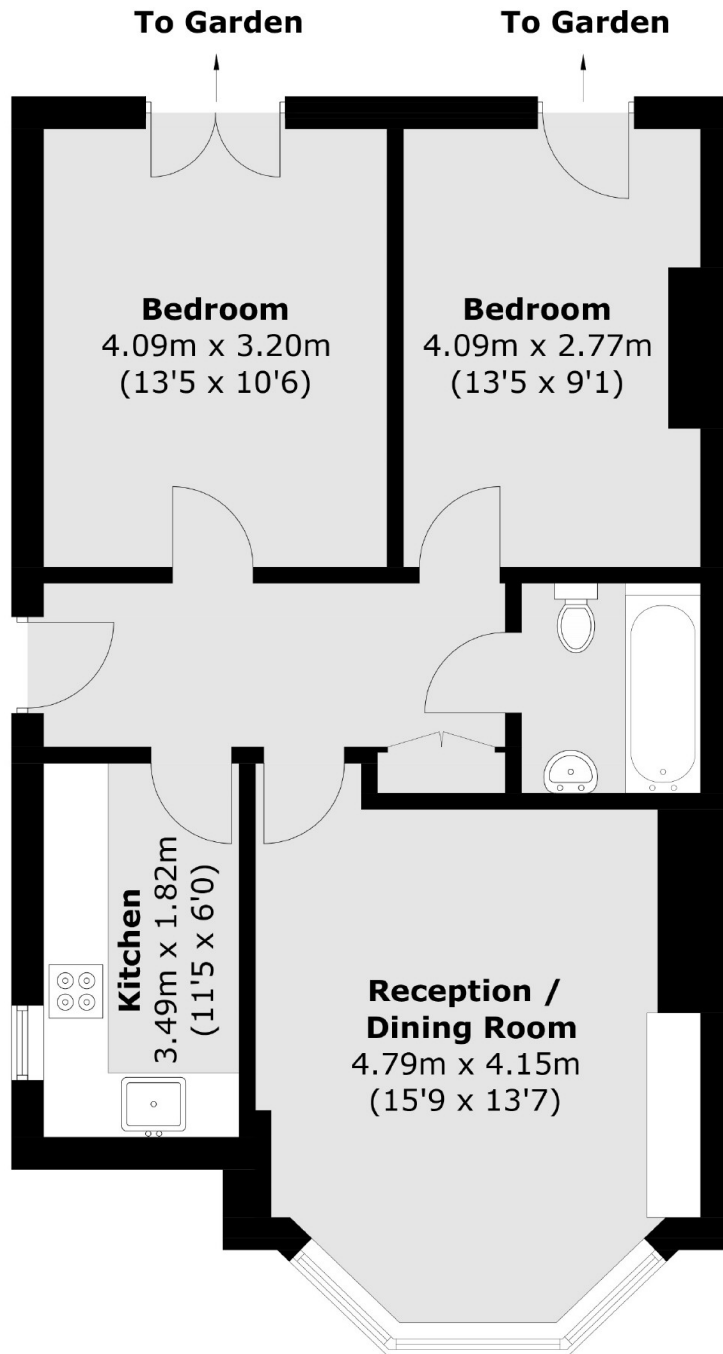 To Garden
To Garden
Bedroom
4.09m x 3.20m
(13'5 x 10'6)
Bedroom
4.09m x 2.77m
(13'5 x 9'1)
Kitchen
3.49m x 1.82m
(11'5 x 6'0)
Reception /
Dining Room
4.79m x 4.15m
(15'9 x 13'7)